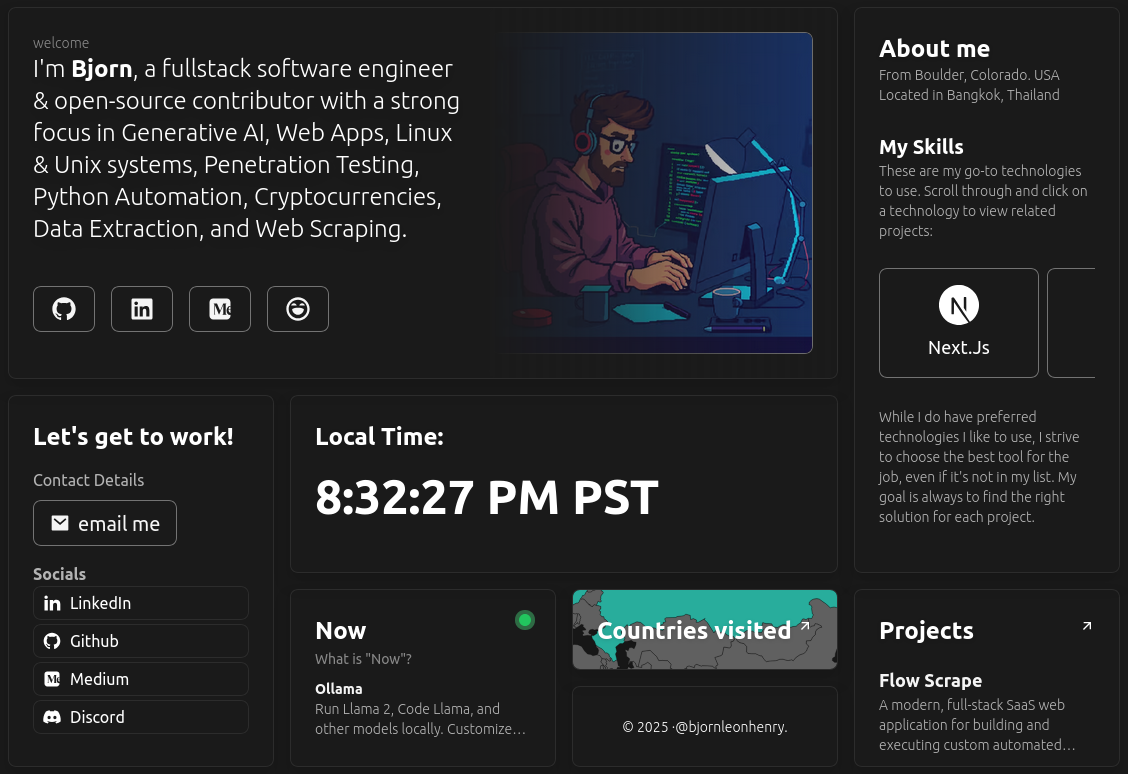 welcome
I'm Bjorn, a fullstack software engineer
& open-source contributor with a strong
focus in Generative AI, Web Apps, Linux
& Unix systems, Penetration Testing,
Python Automation, Cryptocurrencies,
Data Extraction, and Web Scraping.
About me
From Boulder, Colorado. USA
Located in Bangkok, Thailand
My Skills
These are my go-to technologies
to use. Scroll through and click on
a technology to view related
projects:
Next.Js
While I do have preferred
technologies I like to use, I strive
to choose the best tool for the
job, even if it's not in my list. My
goal is always to find the right
solution for each project.
Let's get to work!
Contact Details
email me
Socials
LinkedIn
Github
Medium
Discord
Local Time:
8:32:27 PM PST
Now
What is "Now"?
Ollama
Run Llama 2, Code Llama, and
other models locally. Customize…
Countries visited
© 2025 ·@bjornleonhenry.
Projects
Flow Scrape
A modern, full-stack SaaS web
application for building and
executing custom automated…